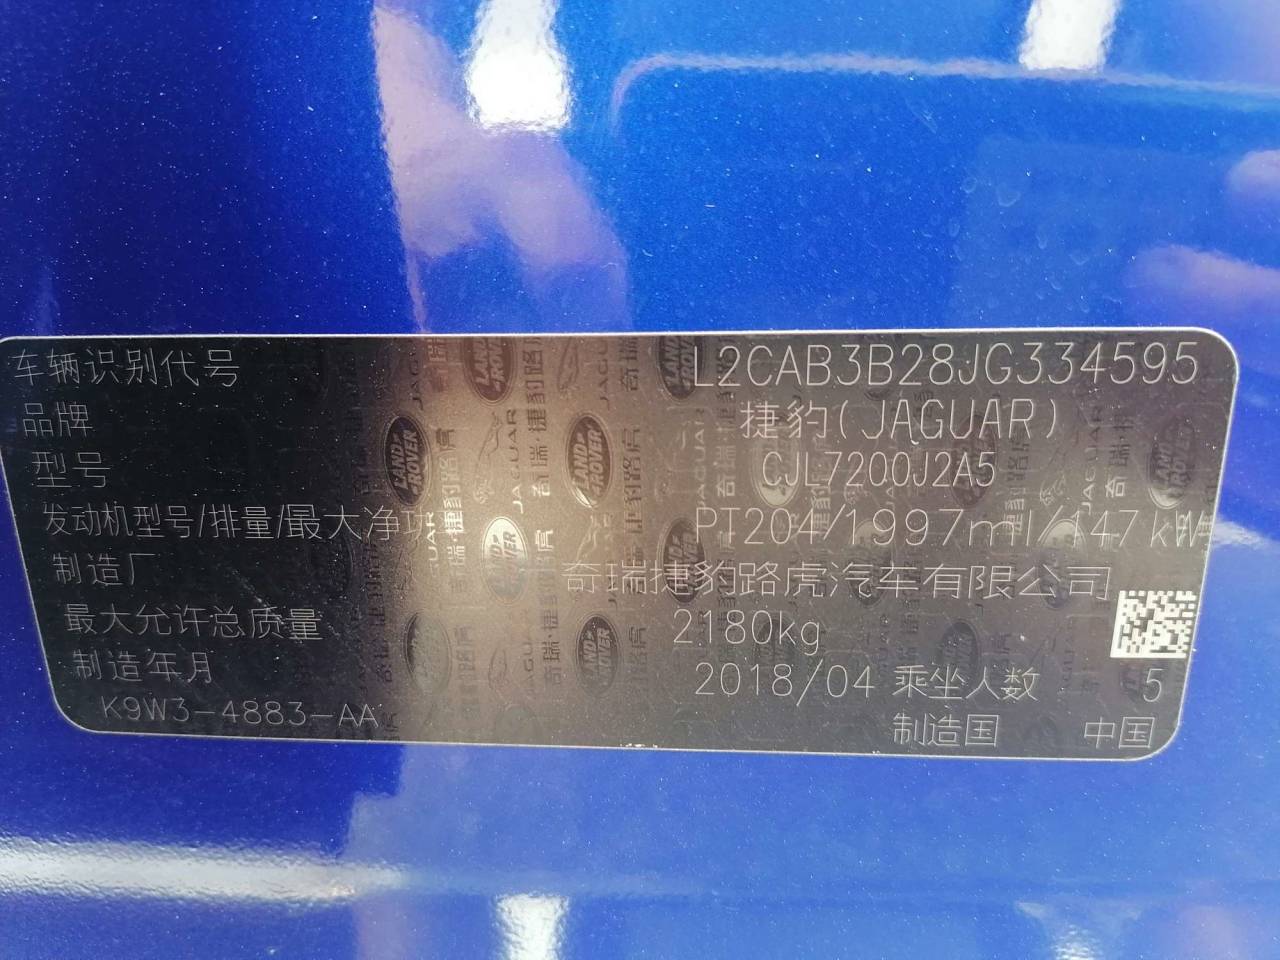 车辆识别代号 L2CAB3B28JG334595
品牌 捷豹(JAGUAR)
型号 CJL7200J2A5
发动机型号/排量/最大净功 PT204/1997ml/147kW
制造厂 奇瑞捷豹路虎汽车有限公司
最大允许总质量 2180kg
制造年月 2018/04 乘坐人数 5
K9W3-4883-AA 制造国 中国